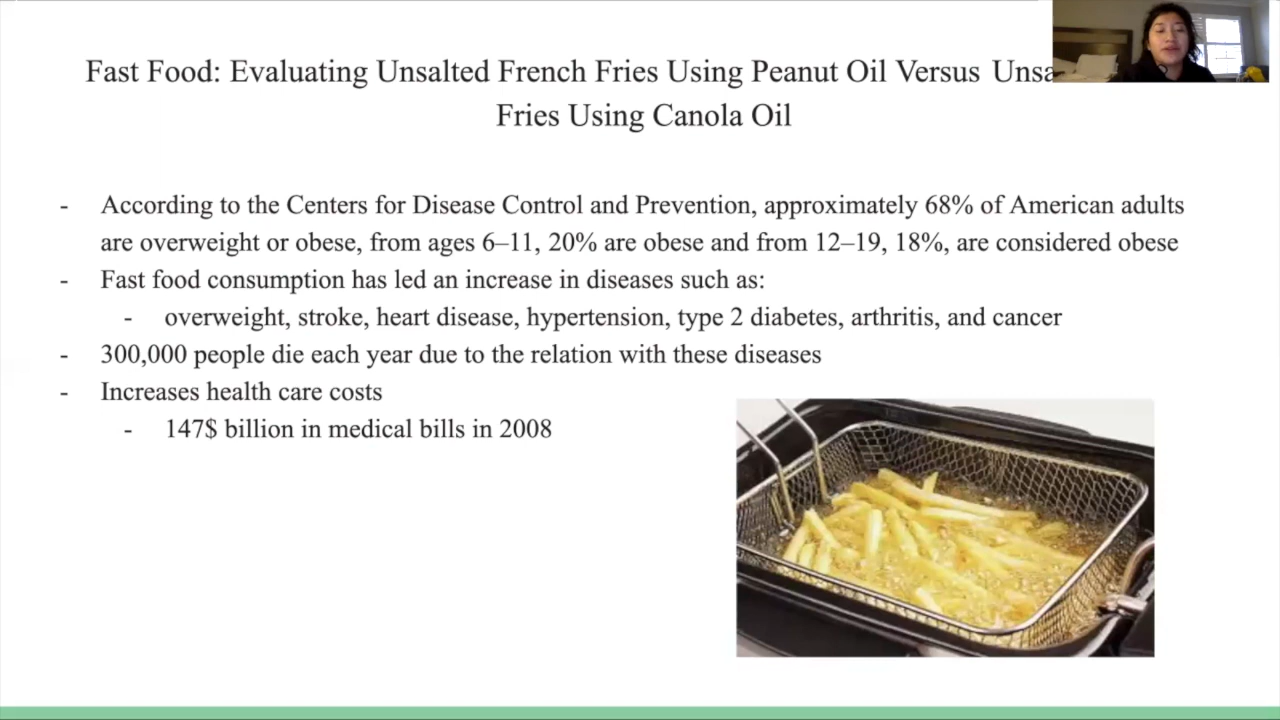 Fast Food: Evaluating Unsalted French Fries Using Peanut Oil Versus
Fries Using Canola Oil
- According to the Centers for Disease Control and Prevention, approximately 68% of American adults
are overweight or obese, from ages 6–11, 20% are obese and from 12–19, 18%, are considered obese
- Fast food consumption has led an increase in diseases such as:
- overweight, stroke, heart disease, hypertension, type 2 diabetes, arthritis, and cancer
- 300,000 people die each year due to the relation with these diseases
- Increases health care costs
- 147$ billion in medical bills in 2008